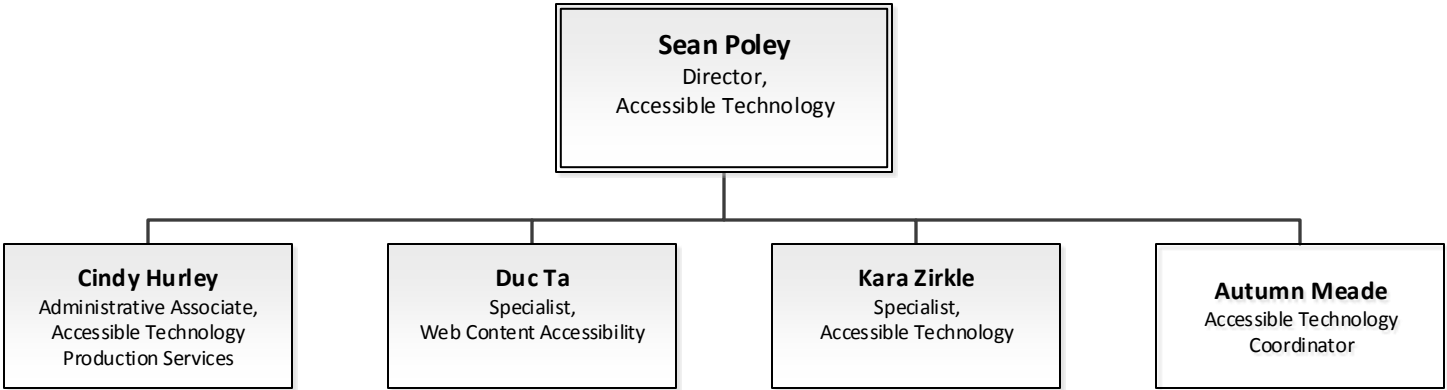 Sean Poley
Director,
Accessible Technology
Cindy Hurley
Administrative Associate,
Accessible Technology
Production Services
Duc Ta
Specialist,
Web Content Accessibility
Kara Zirkle
Specialist,
Accessible Technology
Autumn Meade
Accessible Technology
Coordinator